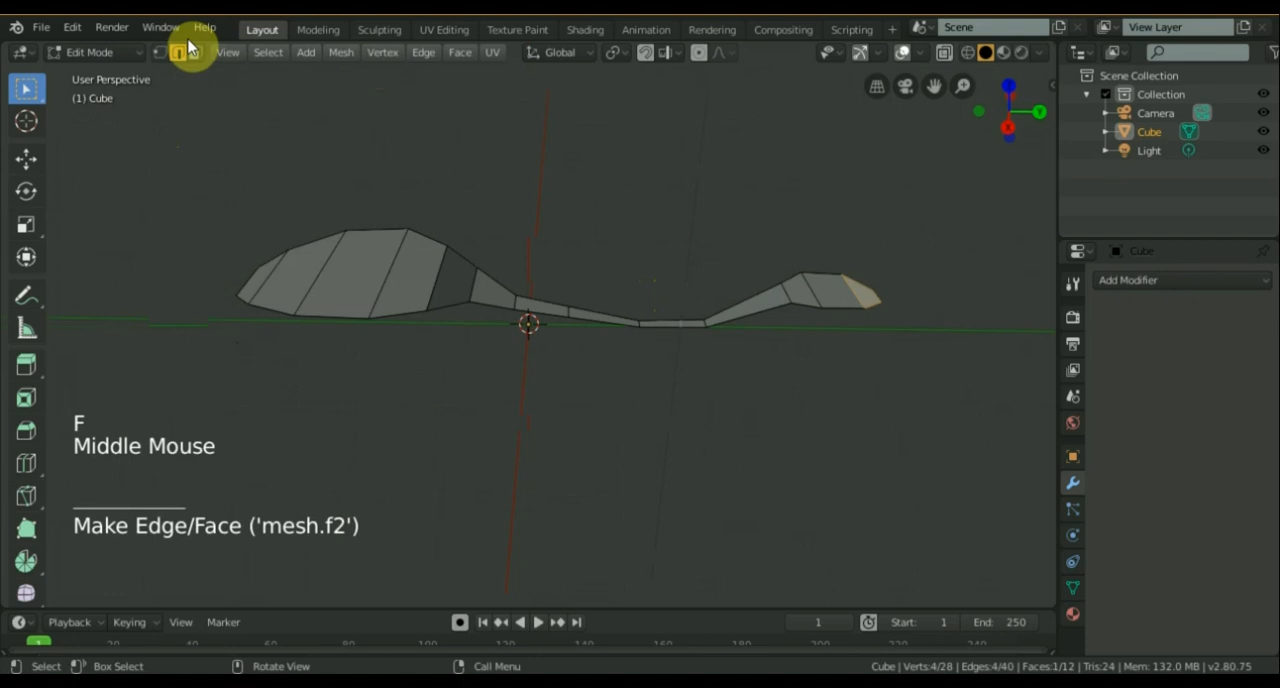 File Edit Render Window Help Layout Modeling Sculpting UV Editing Texture Paint Shading Animation Rendering Compositing Scripting + Scene View Layer
Edit Mode View Select Add Mesh Vertex Edge Face UV Global
User Perspective
(1) Cube
Scene Collection
Collection
Camera
Cube
Light
Cube
Add Modifier
F
Middle Mouse
Make Edge/Face ('mesh.f2')
Playback Keying View Marker 1 Start: 1 End: 250
1
Select Box Select Rotate View Call Menu Cube | Verts:4/28 | Edges:4/40 | Faces:1/12 | Tris:24 | Mem: 132.0 MB | v2.80.75